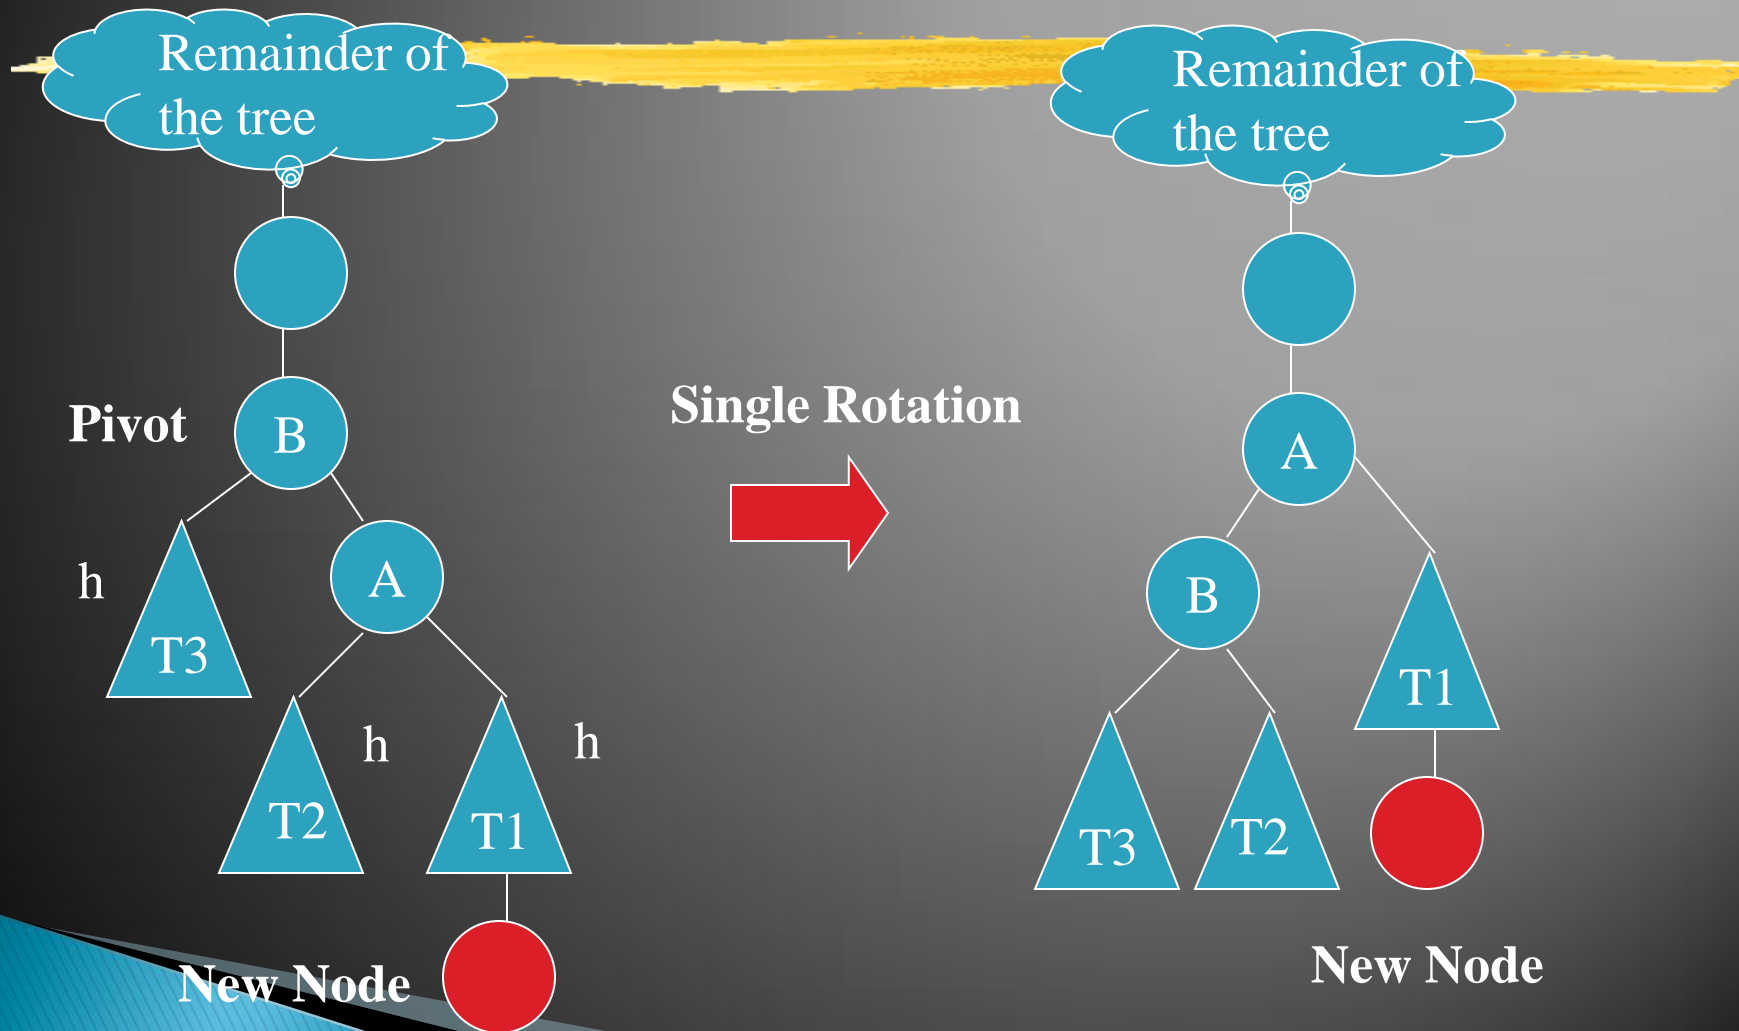 Remainder of
the tree
Pivot
B
h
A
T3
h
h
T2
T1
New Node
Single Rotation
Remainder of
the tree
A
B
T1
T3
T2
New Node